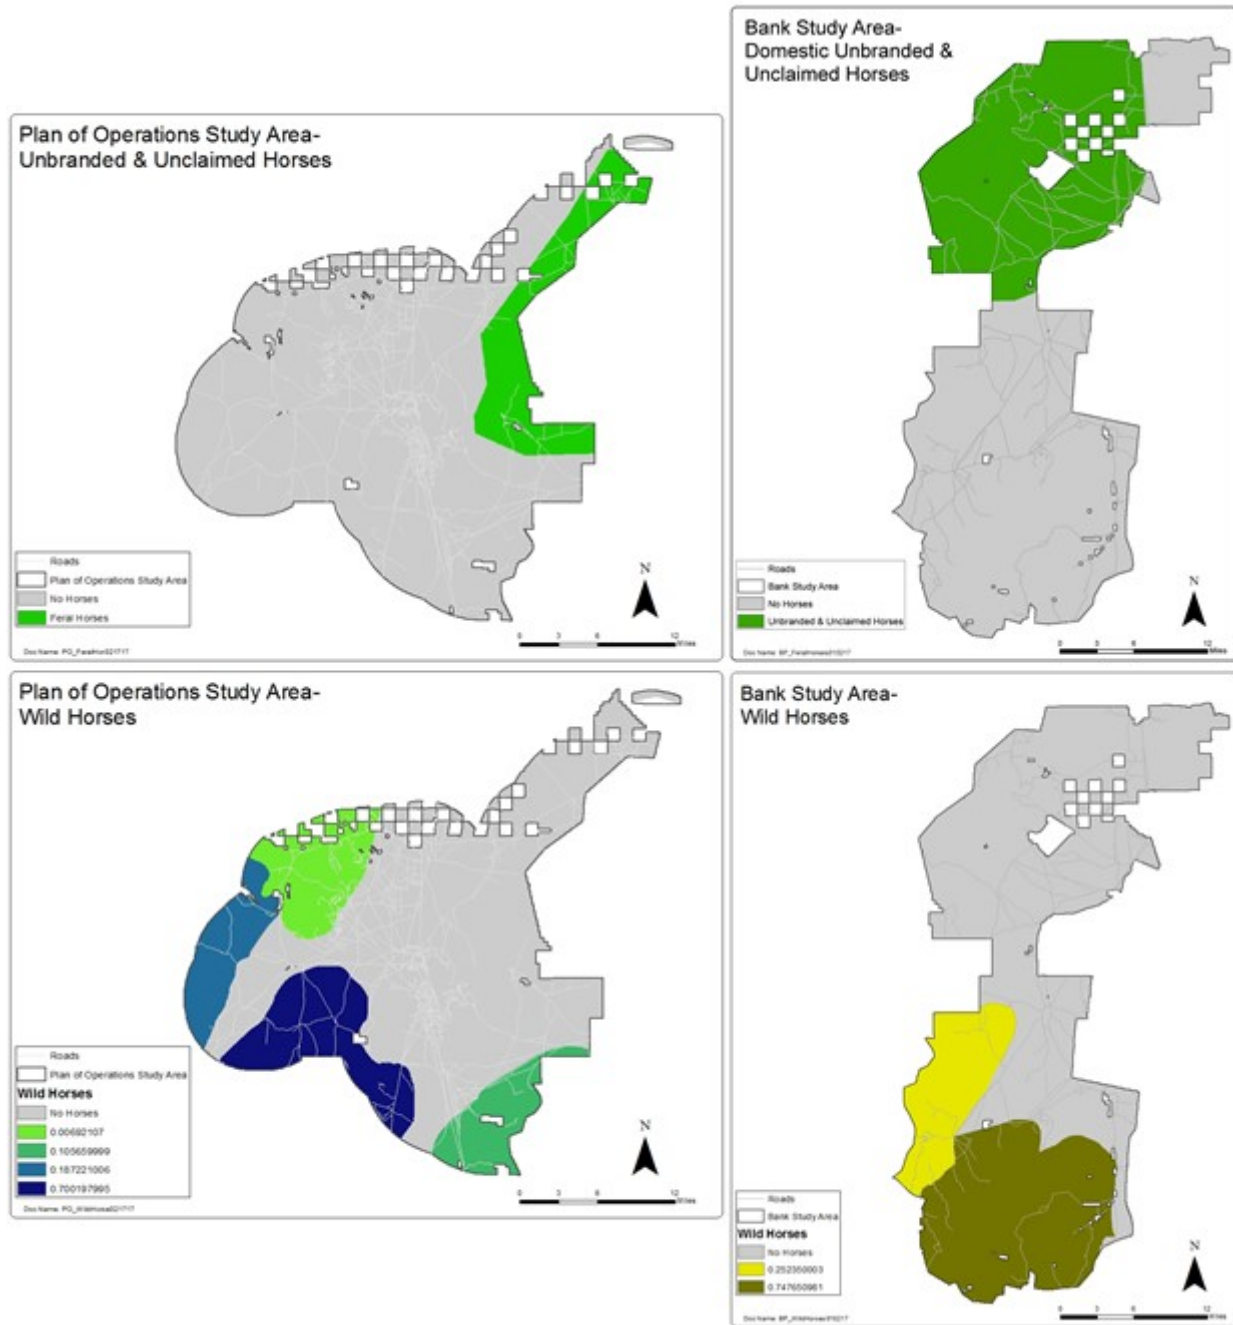 Plan of Operations Study Area-
Unbranded & Unclaimed Horses
Roads
Plan of Operations Study Area
No Horses
Feral Horses
N
0 3 6 12
Miles
Bank Study Area-
Domestic Unbranded &
Unclaimed Horses
Roads
Bank Study Area
No Horses
Unbranded & Unclaimed Horses
N
0 3 6 12
Miles
Plan of Operations Study Area-
Wild Horses
Roads
Plan of Operations Study Area
Wild Horses
No Horses
0.00692107
0.105659999
0.187221006
0.700197995
N
0 3 6 12
Miles
Bank Study Area-
Wild Horses
Roads
Bank Study Area
Wild Horses
No Horses
0.252350003
0.747650981
N
0 3 6 12
Miles